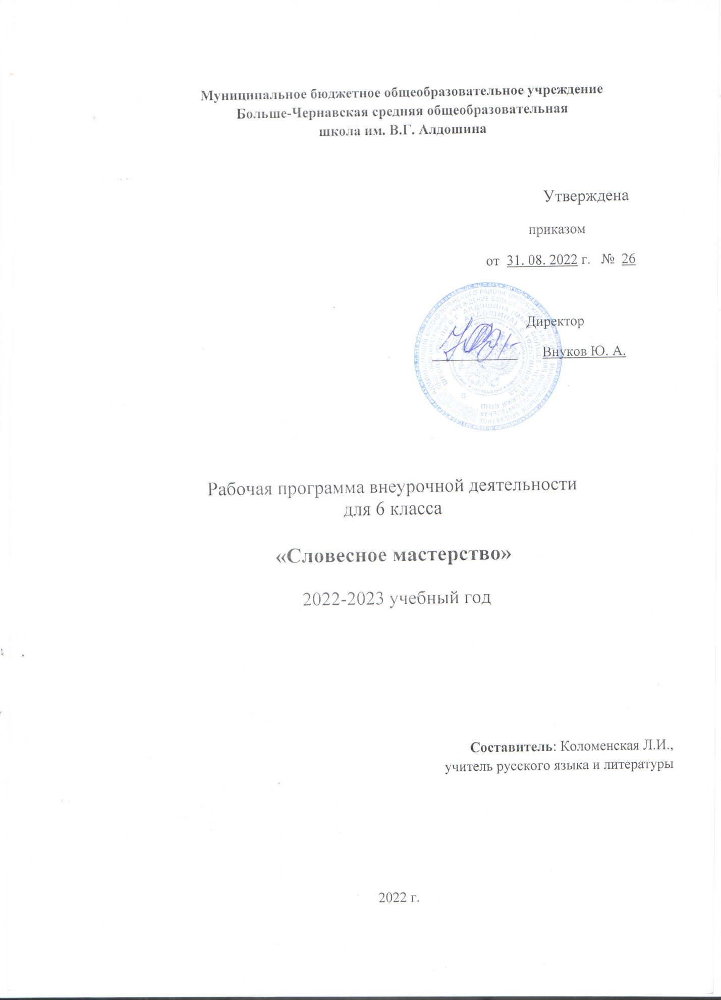 Муниципальное бюджетное общеобразовательное учреждение
Больше-Чернавская средняя общеобразовательная
школа им. В.Г. Алдошина
Утверждена
приказом
от 31. 08. 2022 г. № 26
Директор
Внуков Ю. А.
Рабочая программа внеурочной деятельности
для 6 класса
«Словесное мастерство»
2022-2023 учебный год
Составитель: Коломенская Л.И.,
учитель русского языка и литературы
2022 г.